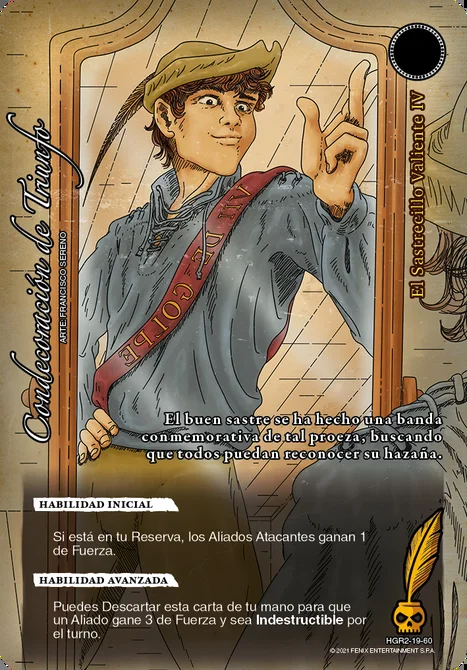 Condecoración de Triunfo
ARTE: FRANCISCO SERENO
El Sastrecillo Valiente IV
DE GOLPE
El buen sastre se ha hecho una banda
conmemorativa de tal proeza, buscando
que todos puedan reconocer su hazaña.
HABILIDAD INICIAL
Si está en tu Reserva, los Aliados Atacantes ganan 1
de Fuerza.
HABILIDAD AVANZADA
Puedes Descartar esta carta de tu mano para que
un Aliado gane 3 de Fuerza y sea Indestructible por
el turno.
HGR2-19-60
© 2021 FENIX ENTERTAINMENT S.P.A.